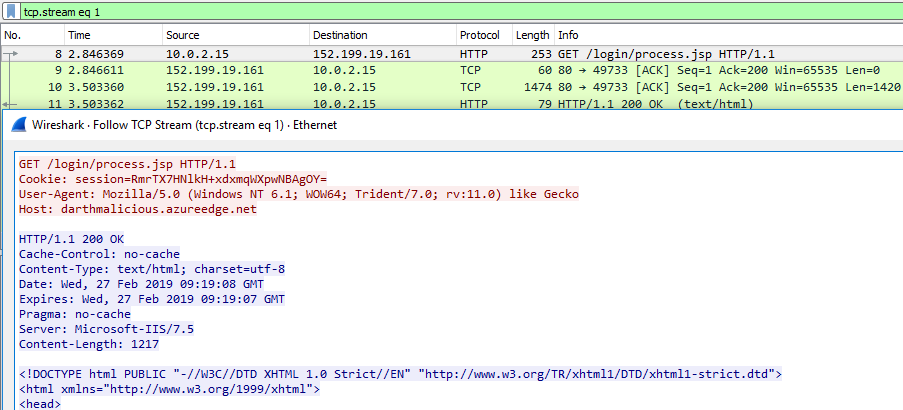 tcp.stream eq 1
No. Time Source Destination Protocol Length Info
8 2.846369 10.0.2.15 152.199.19.161 HTTP 253 GET /login/process.jsp HTTP/1.1
9 2.846611 152.199.19.161 10.0.2.15 TCP 60 80 → 49733 [ACK] Seq=1 Ack=200 Win=65535 Len=0
10 3.503360 152.199.19.161 10.0.2.15 TCP 1474 80 → 49733 [ACK] Seq=1 Ack=200 Win=65535 Len=1420
11 3.503362 152.199.19.161 10.0.2.15 HTTP 79 HTTP/1.1 200 OK (text/html)
Wireshark · Follow TCP Stream (tcp.stream eq 1) · Ethernet
GET /login/process.jsp HTTP/1.1
Cookie: session=RmrTX7HNlkH+xdxmqWXpwNBAgOY=
User-Agent: Mozilla/5.0 (Windows NT 6.1; WOW64; Trident/7.0; rv:11.0) like Gecko
Host: darthmalicious.azureedge.net
HTTP/1.1 200 OK
Cache-Control: no-cache
Content-Type: text/html; charset=utf-8
Date: Wed, 27 Feb 2019 09:19:08 GMT
Expires: Wed, 27 Feb 2019 09:19:07 GMT
Pragma: no-cache
Server: Microsoft-IIS/7.5
Content-Length: 1217
<!DOCTYPE html PUBLIC "-//W3C//DTD XHTML 1.0 Strict//EN" "http://www.w3.org/TR/xhtml1/DTD/xhtml1-strict.dtd">
<html xmlns="http://www.w3.org/1999/xhtml">
<head>